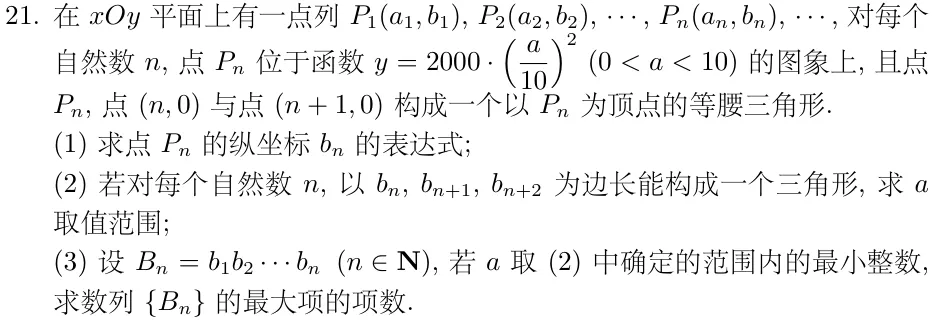 21. 在 xOy 平面上有一点列 P₁(a₁, b₁), P₂(a₂, b₂), ⋯, Pₙ(aₙ, bₙ), ⋯, 对每个
自然数 n, 点 Pₙ 位于函数 y = 2000 · (a/10)² (0 < a < 10) 的图象上, 且点
Pₙ, 点 (n, 0) 与点 (n + 1, 0) 构成一个以 Pₙ 为顶点的等腰三角形.
(1) 求点 Pₙ 的纵坐标 bₙ 的表达式;
(2) 若对每个自然数 n, 以 bₙ, bₙ₊₁, bₙ₊₂ 为边长能构成一个三角形, 求 a
取值范围;
(3) 设 Bₙ = b₁b₂ ⋯ bₙ (n ∈ N), 若 a 取 (2) 中确定的范围内的最小整数,
求数列 {Bₙ} 的最大项的项数.